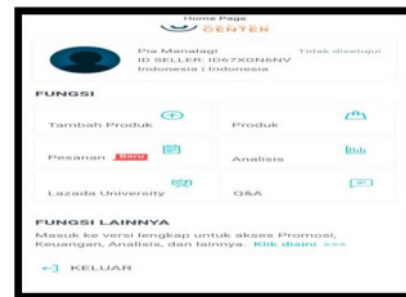 Home Page
CENTER
Pia Manalagi
Tidak disetujui
ID SELLER: ID67XGN6NV
Indonesia | Indonesia
FUNGSI
Tambah Produk
Produk
Pesanan Baru
Analisis
Lazada University
Q&A
FUNGSI LAINNYA
Masuk ke versi lengkap untuk akses Promosi,
Keuangan, Analisis, dan lainnya. Klik disini >>>
KELUAR